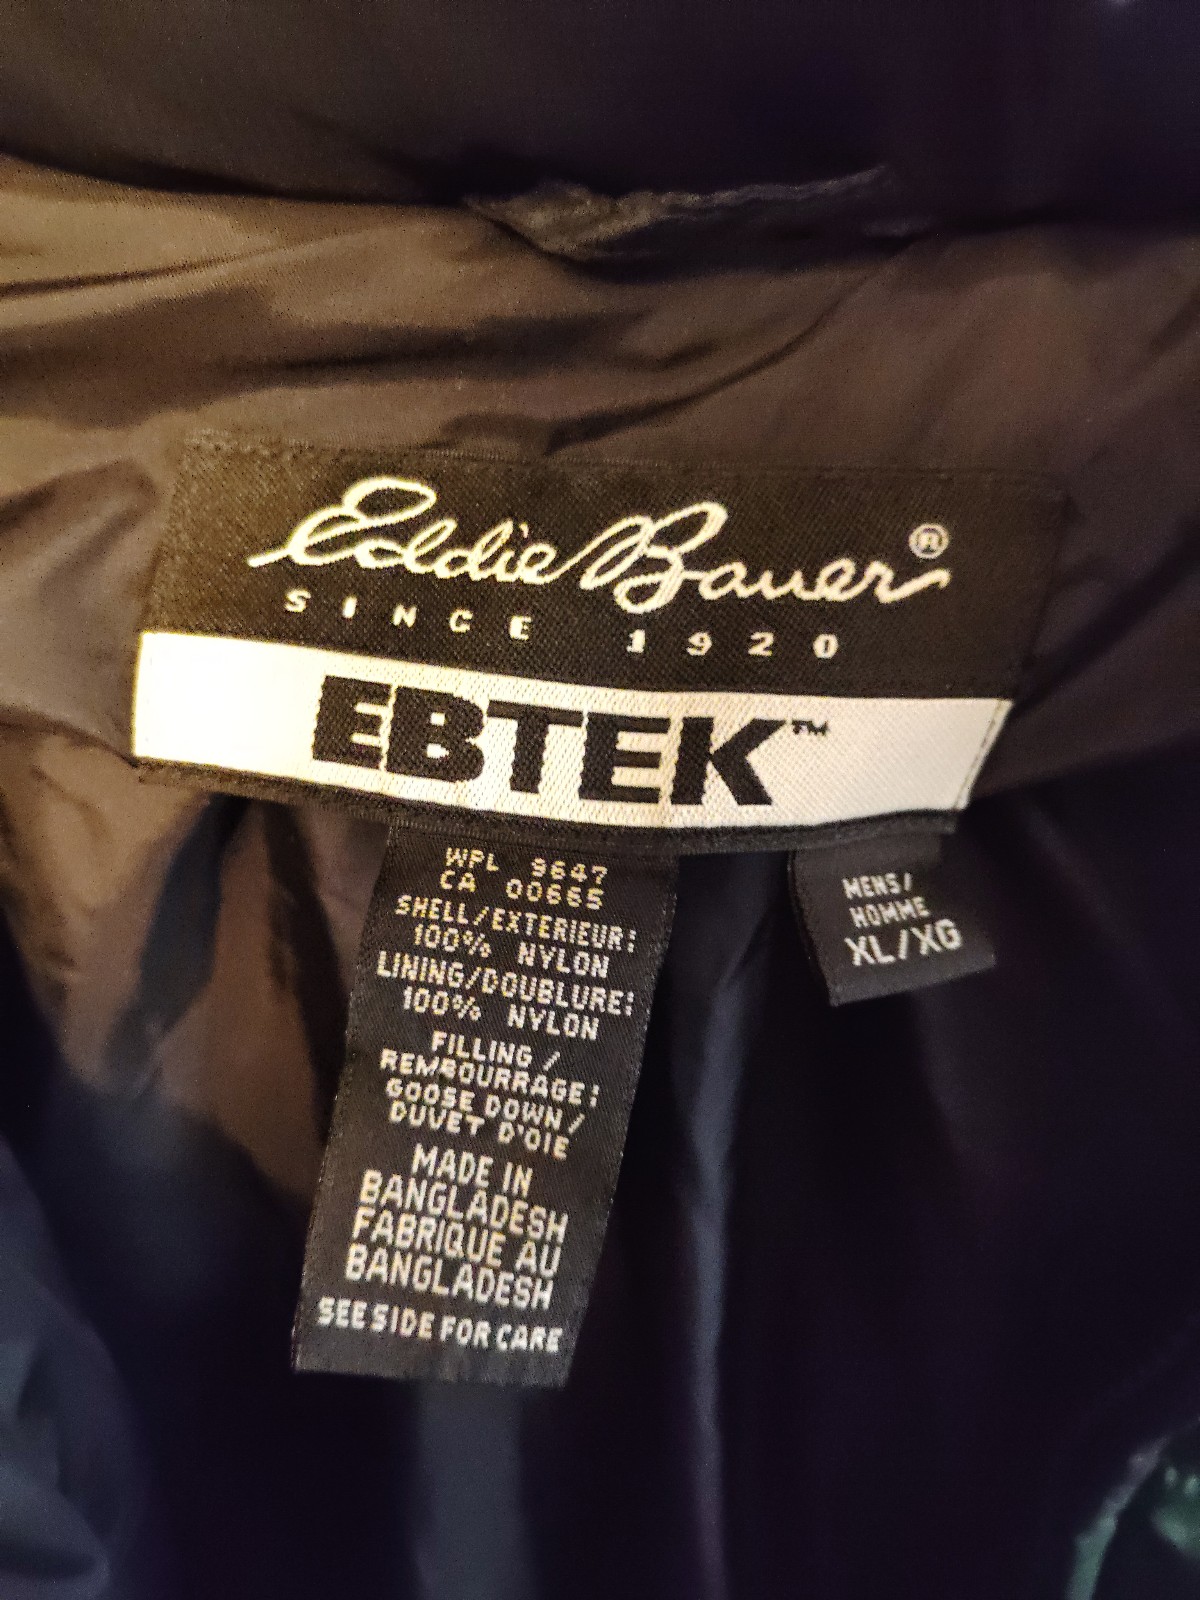 Eddie Bauer®
SINCE 1920
EBTEK™
WPL 9647
CA 00665
SHELL/EXTERIEUR:
100% NYLON
LINING/DOUBLURE:
100% NYLON
FILLING/
REMBOURRAGE:
GOOSE DOWN/
DUVET D'OIE
MADE IN
BANGLADESH
FABRIQUE AU
BANGLADESH
SEE SIDE FOR CARE
MENS/
HOMME
XL/XG